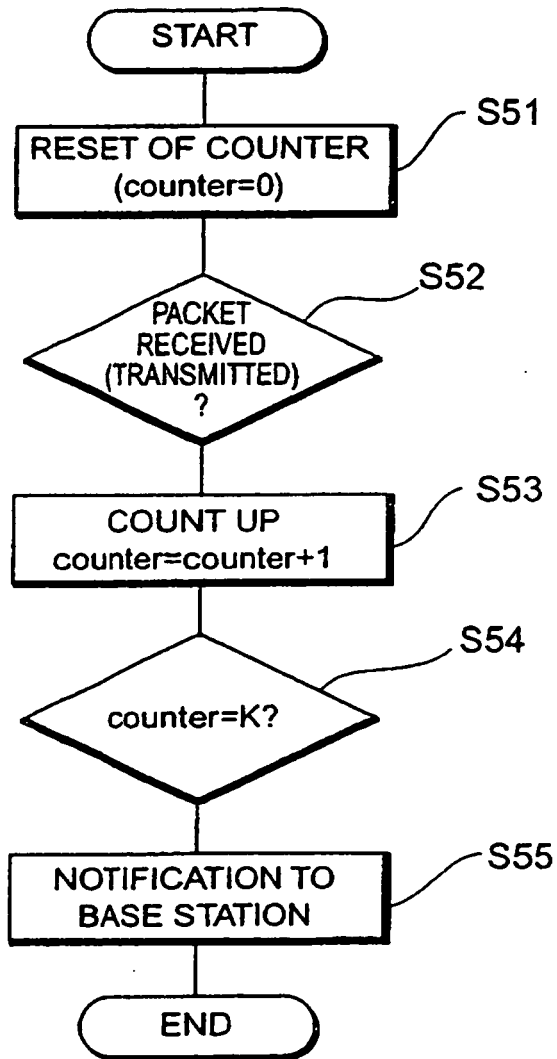 START
S51
RESET OF COUNTER
(counter=0)
S52
PACKET
RECEIVED
(TRANSMITTED)
?
S53
COUNT UP
counter=counter+1
S54
counter=K?
S55
NOTIFICATION TO
BASE STATION
END